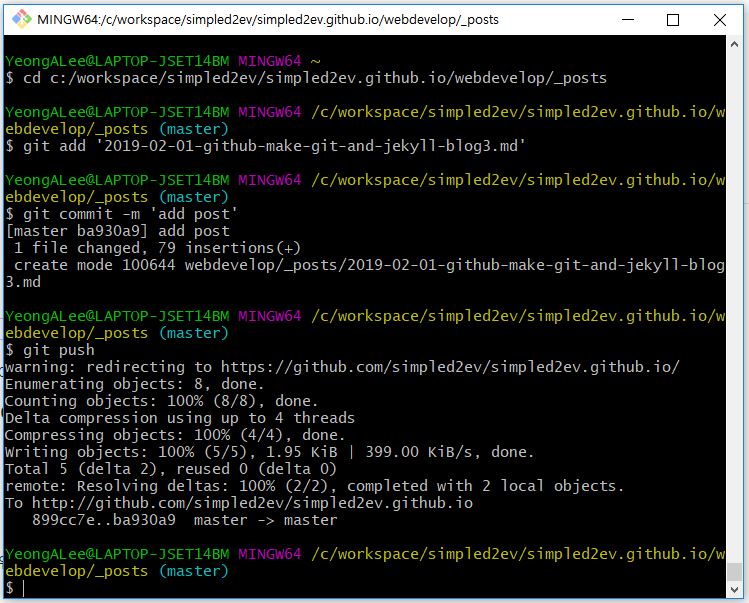 MINGW64:/c/workspace/simpled2ev/simpled2ev.github.io/webdevelop/_posts
YeongALee@LAPTOP-JSET14BM MINGW64 ~
$ cd c:/workspace/simpled2ev/simpled2ev.github.io/webdevelop/_posts
YeongALee@LAPTOP-JSET14BM MINGW64 /c/workspace/simpled2ev/simpled2ev.github.io/w
ebdevelop/_posts (master)
$ git add '2019-02-01-github-make-git-and-jekyll-blog3.md'
YeongALee@LAPTOP-JSET14BM MINGW64 /c/workspace/simpled2ev/simpled2ev.github.io/w
ebdevelop/_posts (master)
$ git commit -m 'add post'
[master ba930a9] add post
 1 file changed, 79 insertions(+)
 create mode 100644 webdevelop/_posts/2019-02-01-github-make-git-and-jekyll-blog
3.md
YeongALee@LAPTOP-JSET14BM MINGW64 /c/workspace/simpled2ev/simpled2ev.github.io/w
ebdevelop/_posts (master)
$ git push
warning: redirecting to https://github.com/simpled2ev/simpled2ev.github.io/
Enumerating objects: 8, done.
Counting objects: 100% (8/8), done.
Delta compression using up to 4 threads
Compressing objects: 100% (4/4), done.
Writing objects: 100% (5/5), 1.95 KiB | 399.00 KiB/s, done.
Total 5 (delta 2), reused 0 (delta 0)
remote: Resolving deltas: 100% (2/2), completed with 2 local objects.
To http://github.com/simpled2ev/simpled2ev.github.io
   899cc7e..ba930a9  master -> master
YeongALee@LAPTOP-JSET14BM MINGW64 /c/workspace/simpled2ev/simpled2ev.github.io/w
ebdevelop/_posts (master)
$